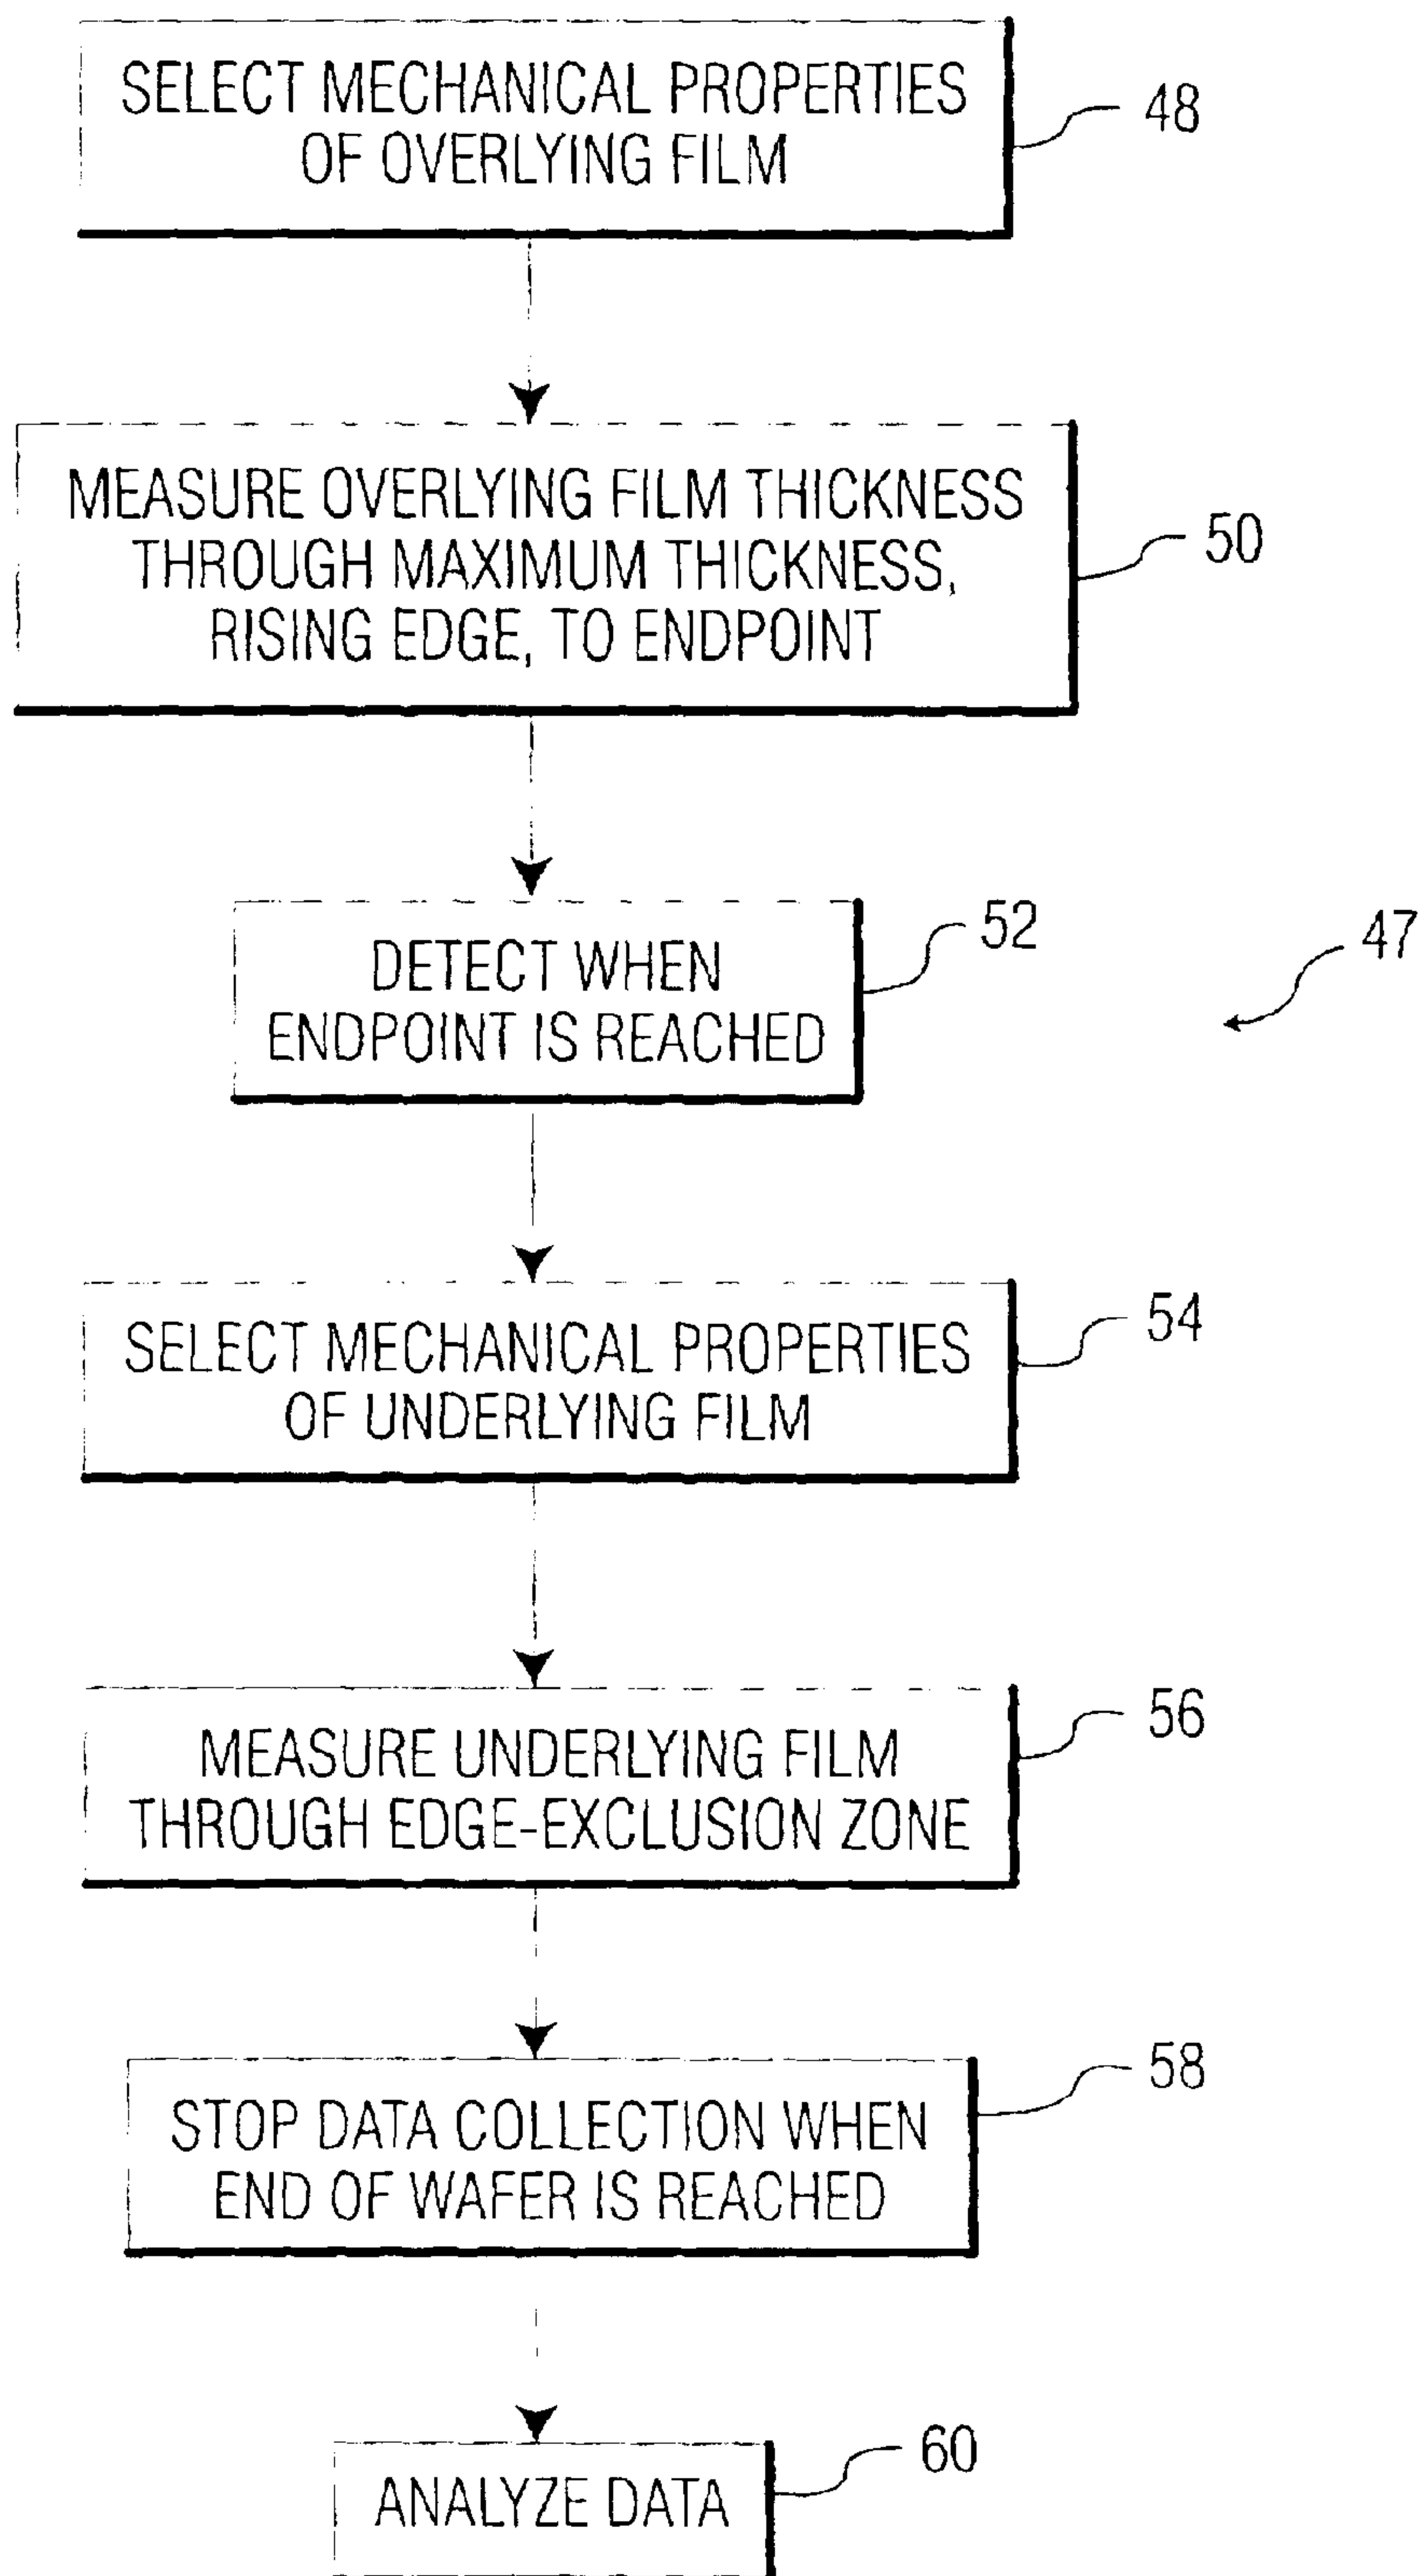 SELECT MECHANICAL PROPERTIES
OF OVERLYING FILM
48
MEASURE OVERLYING FILM THICKNESS
THROUGH MAXIMUM THICKNESS,
RISING EDGE, TO ENDPOINT
50
DETECT WHEN
ENDPOINT IS REACHED
52
47
SELECT MECHANICAL PROPERTIES
OF UNDERLYING FILM
54
MEASURE UNDERLYING FILM
THROUGH EDGE-EXCLUSION ZONE
56
STOP DATA COLLECTION WHEN
END OF WAFER IS REACHED
58
ANALYZE DATA
60